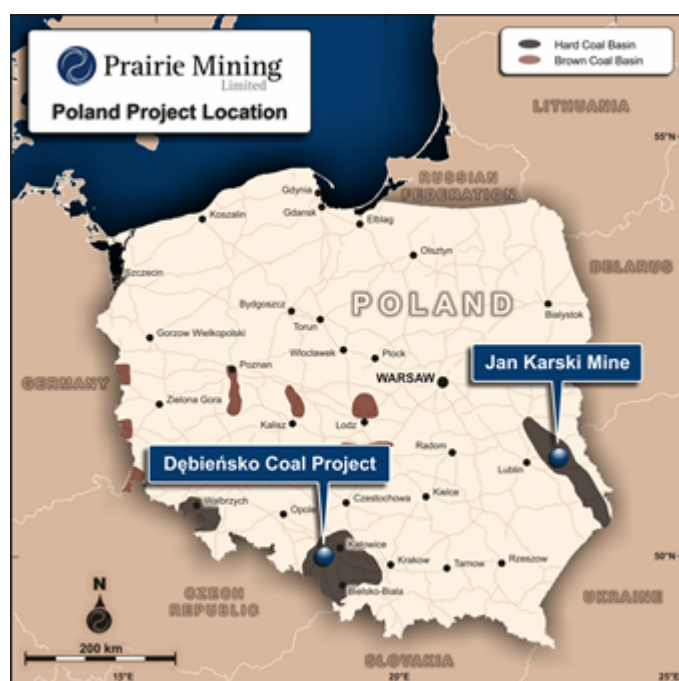 Prairie Mining
Limited
Poland Project Location
Hard Coal Basin
Brown Coal Basin
LITHUANIA
55°N
RUSSIAN
FEDERATION
Gdynia
Gdansk
Koszalin
Elblag
Olsztyn
BELARUS
Szczecin
POLAND
Bydgoszcz
Torun
Bialystok
Gorzow Wielkopolski
Wloclawek
Plock
Jan Karski Mine
Poznan
GERMANY
WARSAW
Zielona Gora
Kalisz
Lodz
Radom
Lublin
Dębieńsko Coal Project
Walbrzych
Opole
Czestochowa
Kielce
Katowice
50°N
Krakow
Tarnow
Rzeszow
Bielsko-Biala
CZECH
REPUBLIC
UKRAINE
N
200 km
SLOVAKIA
15°E
20°E
25°E